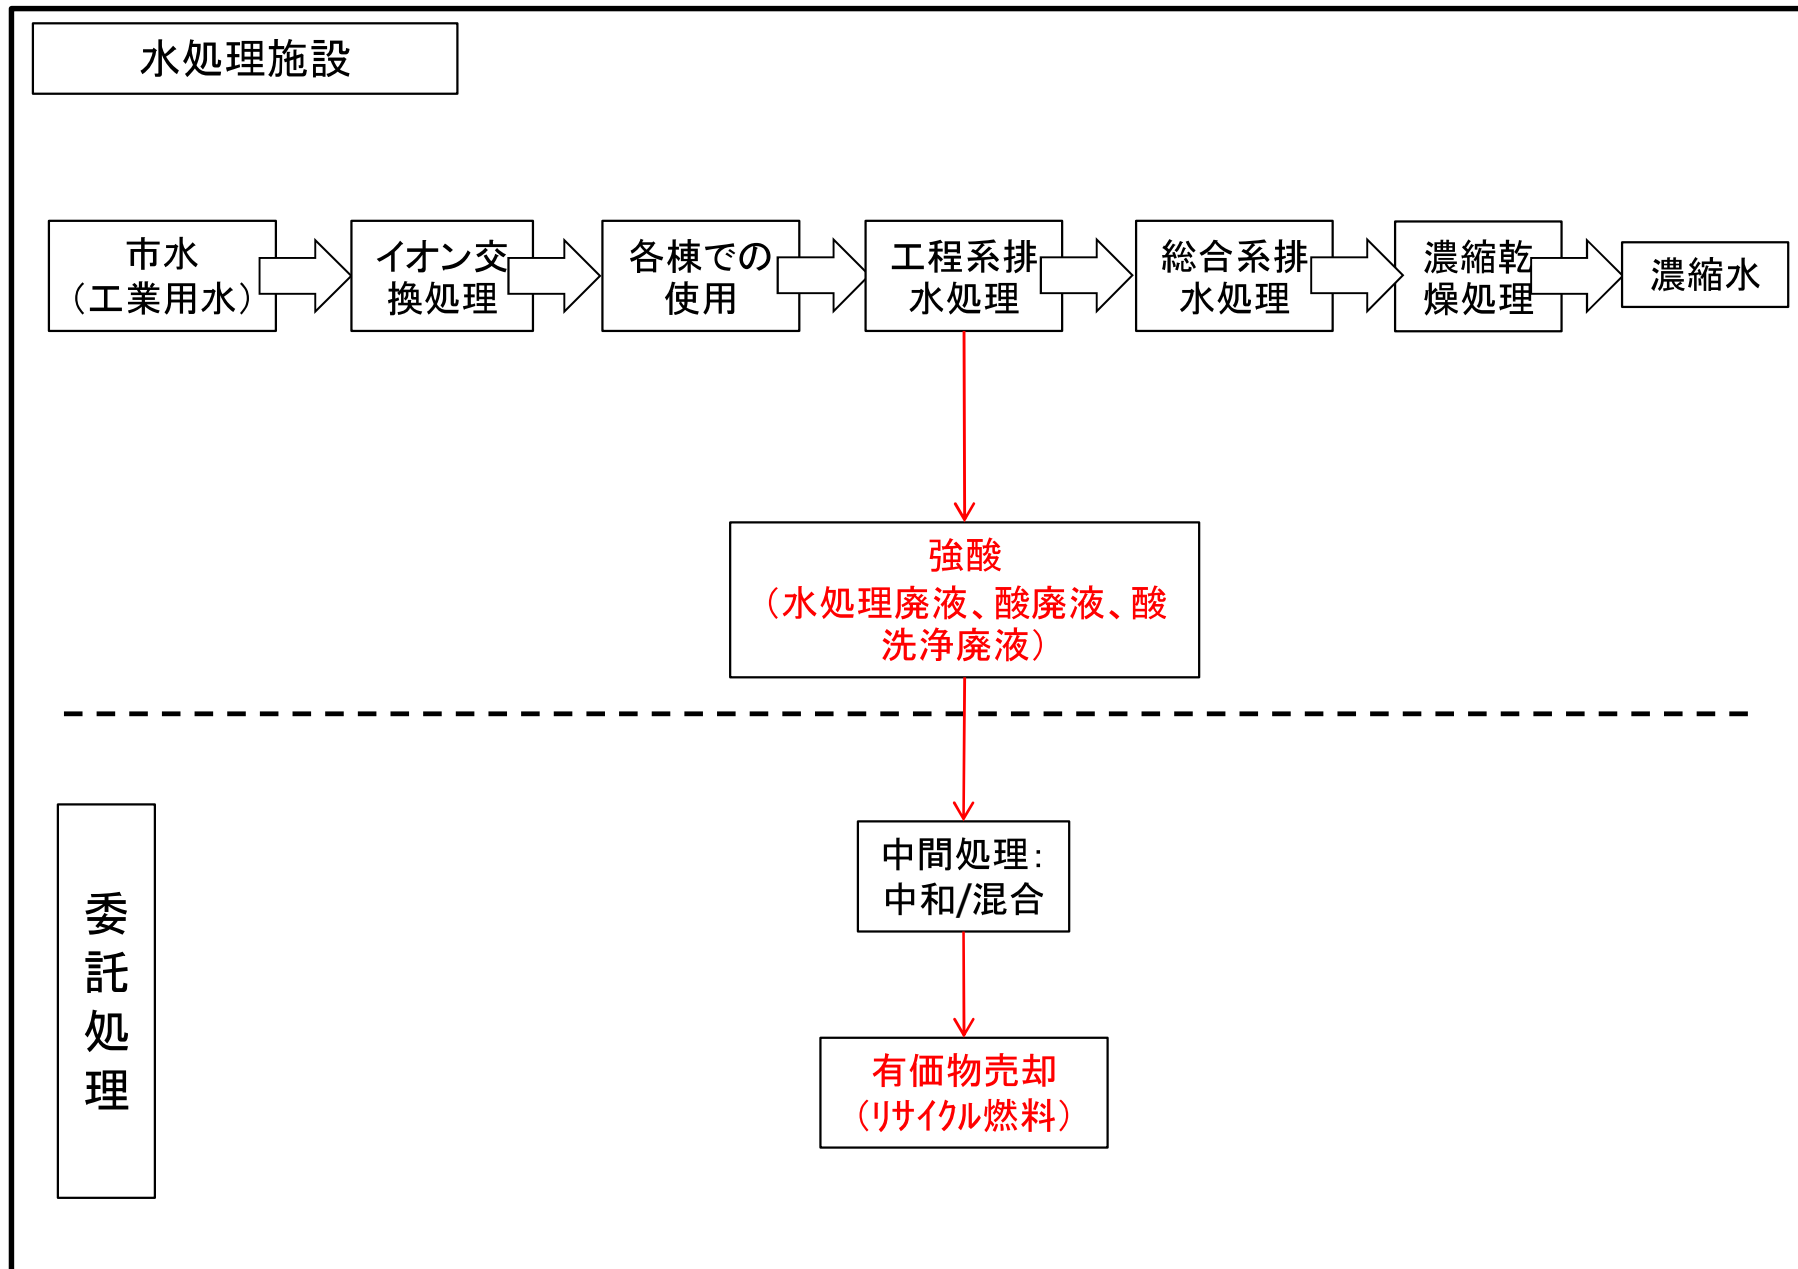 水処理施設
市水
（工業用水）
イオン交
換処理
各棟での
使用
工程系排
水処理
総合系排
水処理
濃縮乾
燥処理
濃縮水
強酸
（水処理廃液、酸廃液、酸
洗浄廃液）
委
託
処
理
中間処理：
中和/混合
有価物売却
（リサイクル燃料）